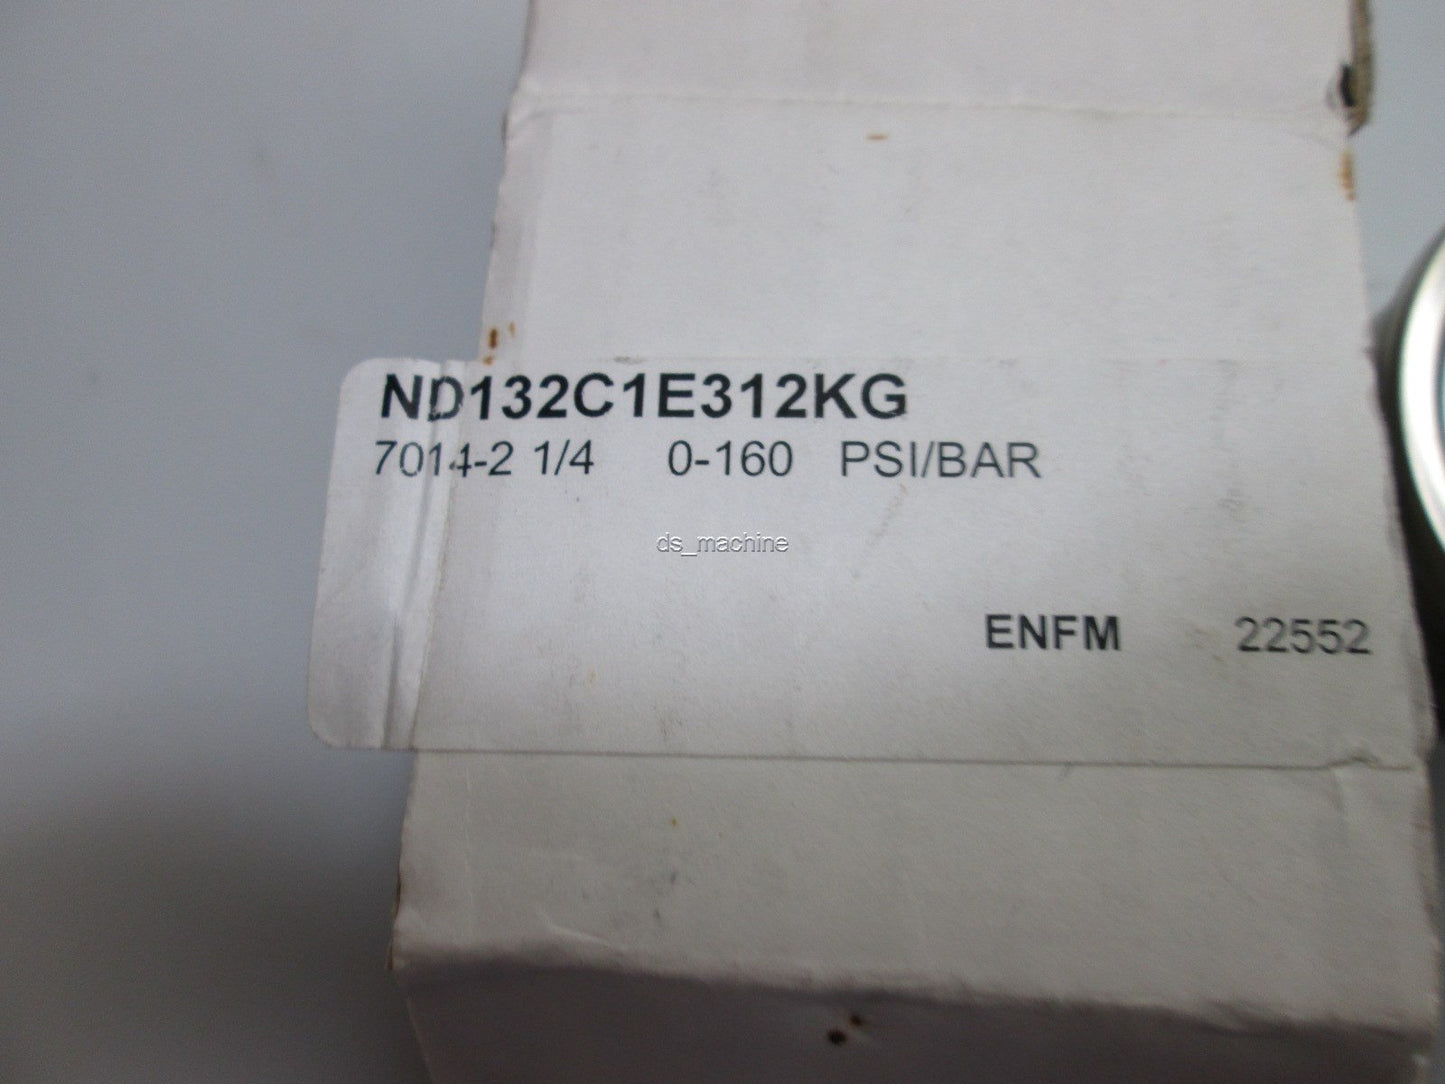 ND132C1E312KG
7014-2 1/4 0-160 PSI/BAR
ds_machine
ENFM 22552